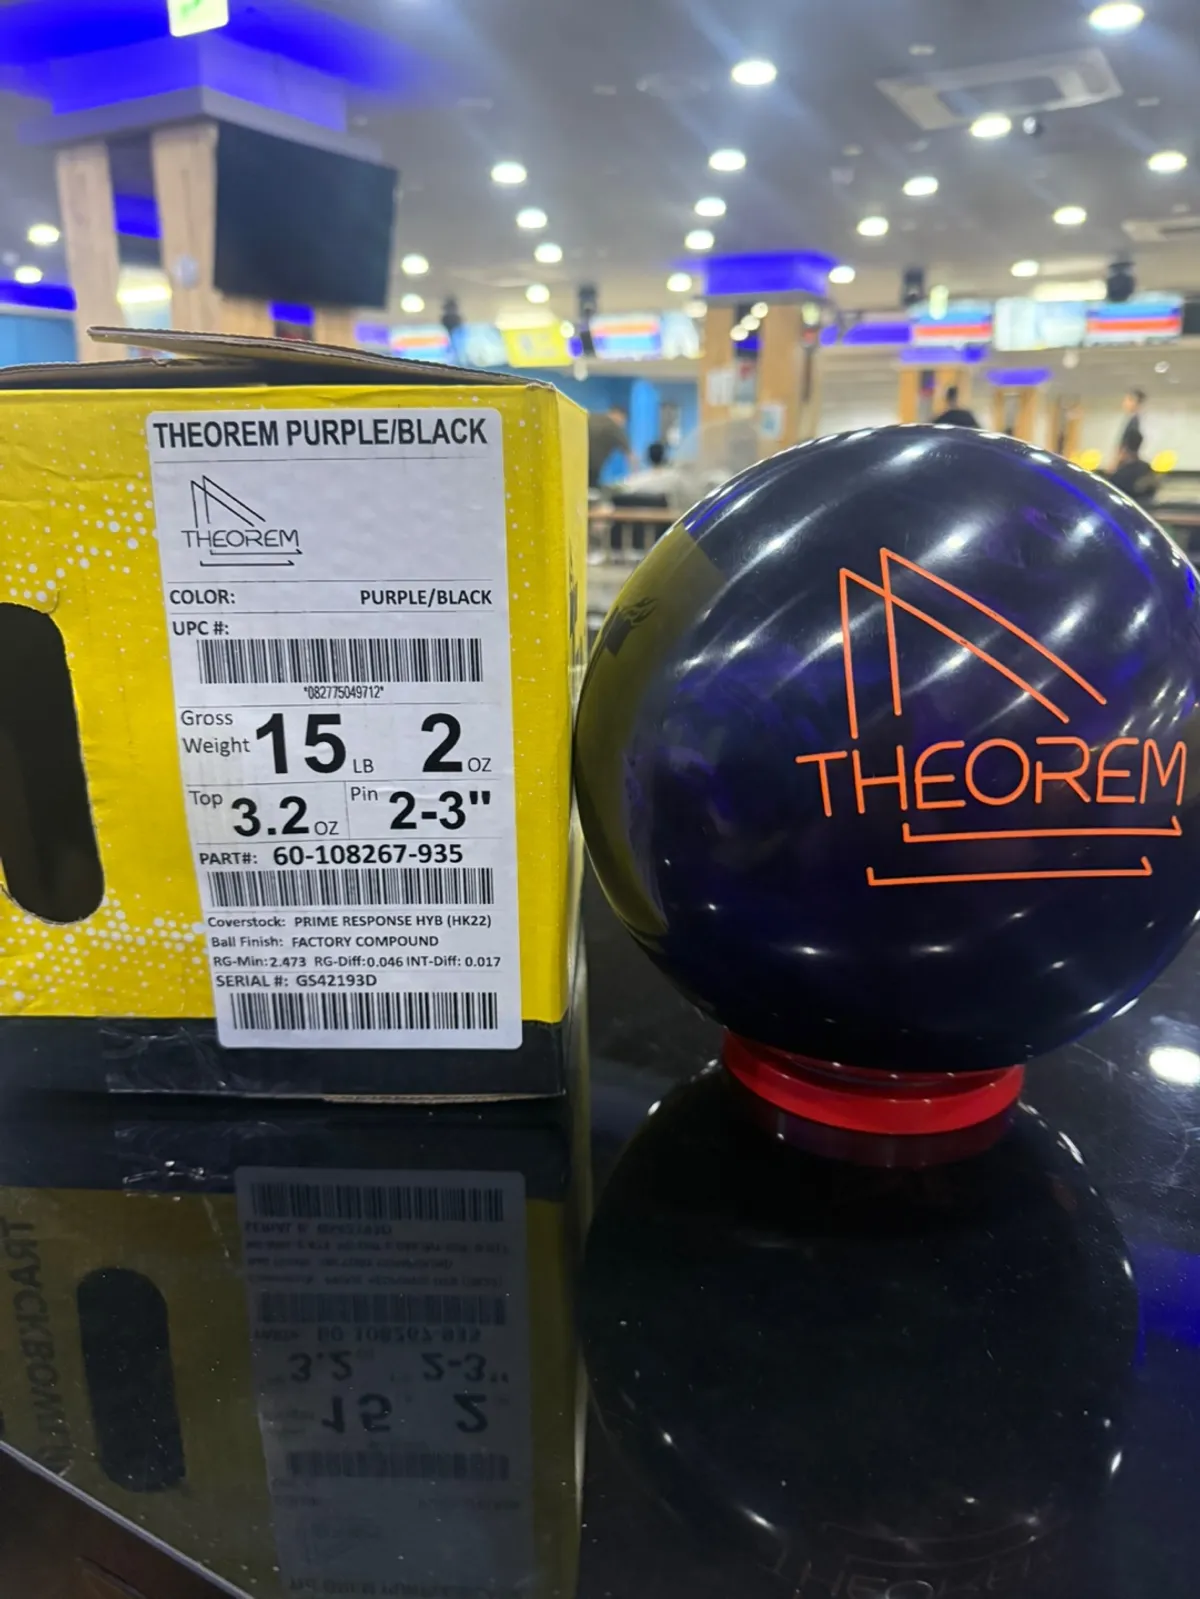 THEOREM PURPLE/BLACK
THEOREM
COLOR: PURPLE/BLACK
UPC #:
*082775049712*
Gross Weight 15 LB 2 OZ
Top 3.2 OZ Pin 2-3"
PART#: 60-108267-935
Coverstock: PRIME RESPONSE HYB (HK22)
Ball Finish: FACTORY COMPOUND
RG-Min:2.473 RG-Diff:0.046 INT-Diff: 0.017
SERIAL #: GS42193D
THEOREM